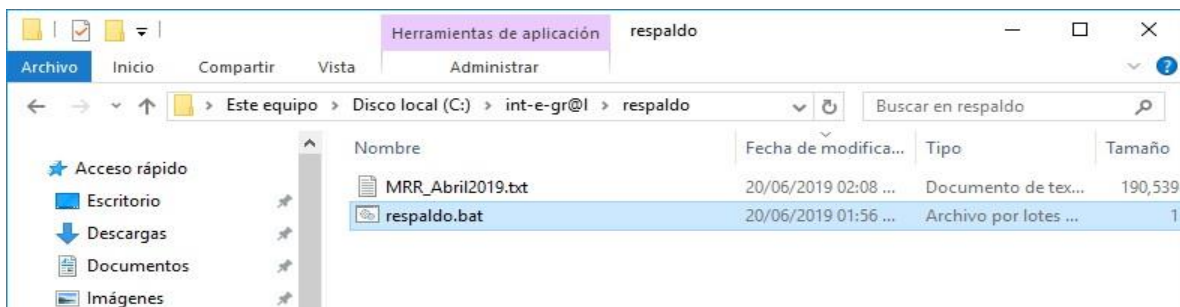 Herramientas de aplicación respaldo
Archivo Inicio Compartir Vista Administrar
Este equipo > Disco local (C:) > int-e-gr@l > respaldo Buscar en respaldo
Nombre Fecha de modifica... Tipo Tamaño
Acceso rápido
MRR_Abril2019.txt 20/06/2019 02:08 ... Documento de tex... 190,539
Escritorio
respaldo.bat 20/06/2019 01:56 ... Archivo por lotes ... 1
Descargas
Documentos
Imágenes